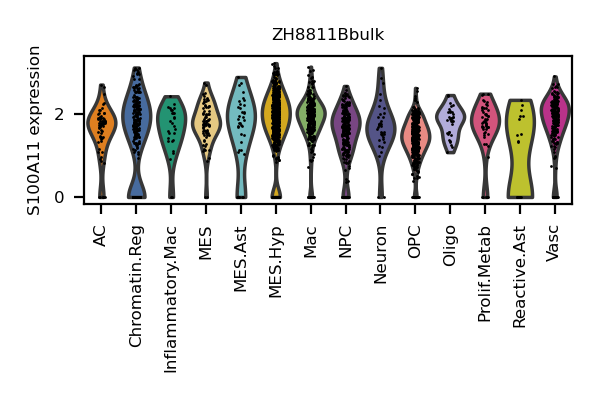 ZH8811Bbulk
S100A11 expression
2
0
AC
Chromatin.Reg
Inflammatory.Mac
MES
MES.Ast
MES.Hyp
Mac
NPC
Neuron
OPC
Oligo
Prolif.Metab
Reactive.Ast
Vasc